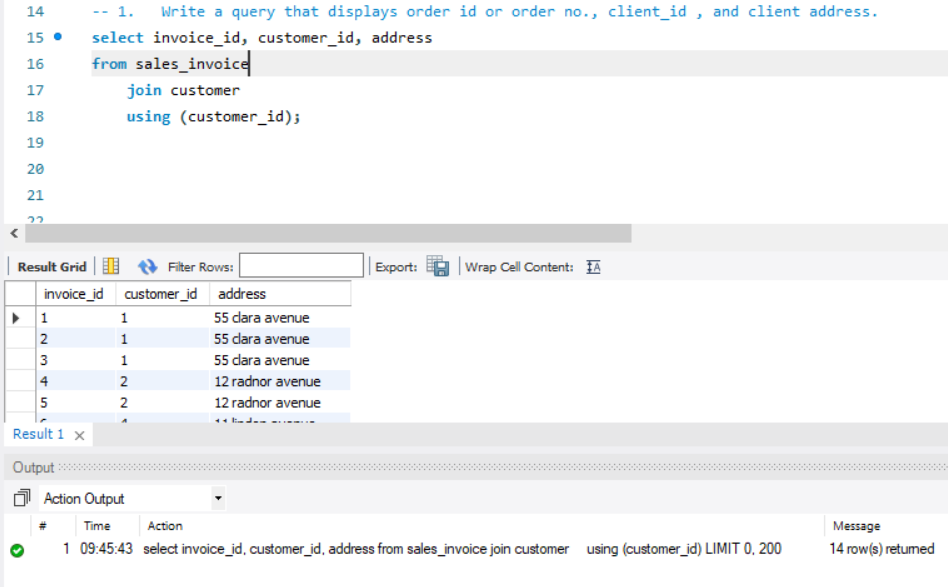 14 -- 1. Write a query that displays order id or order no., client_id , and client address.
15 select invoice_id, customer_id, address
16 from sales_invoice
17 join customer
18 using (customer_id);
19
20
21
22
Result Grid Filter Rows: Export: Wrap Cell Content: IA
invoice_id customer_id address
1 1 55 clara avenue
2 1 55 clara avenue
3 1 55 clara avenue
4 2 12 radnor avenue
5 2 12 radnor avenue
Result 1
Output
Action Output
# Time Action Message
1 09:45:43 select invoice_id, customer_id, address from sales_invoice join customer using (customer_id) LIMIT 0, 200 14 row(s) returned